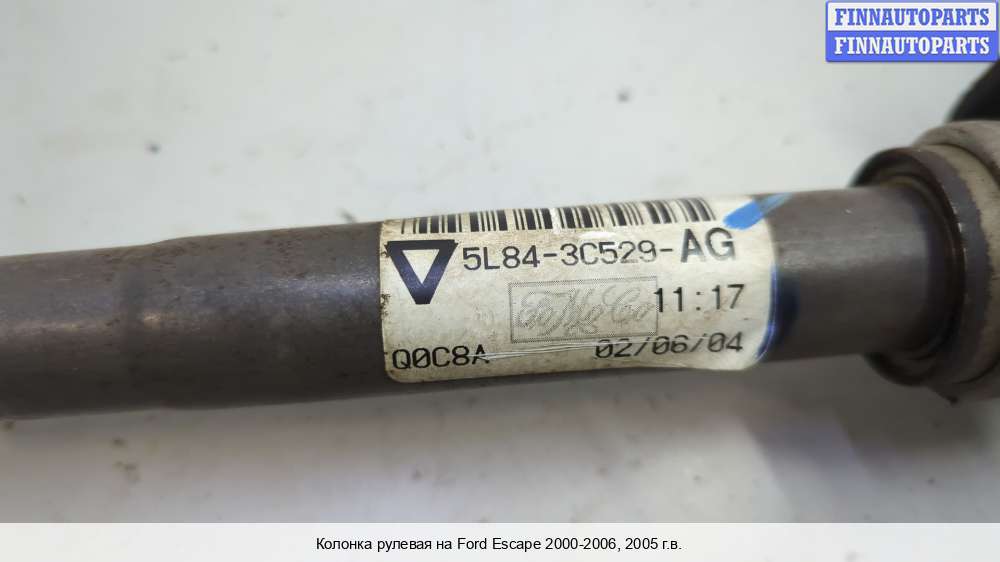 FINNAUTOPARTS
FINNAUTOPARTS
5L84-3C529-AG
FoMoCo 11:17
Q0C8A 02/06/04
Колонка рулевая на Ford Escape 2000-2006, 2005 г.в.